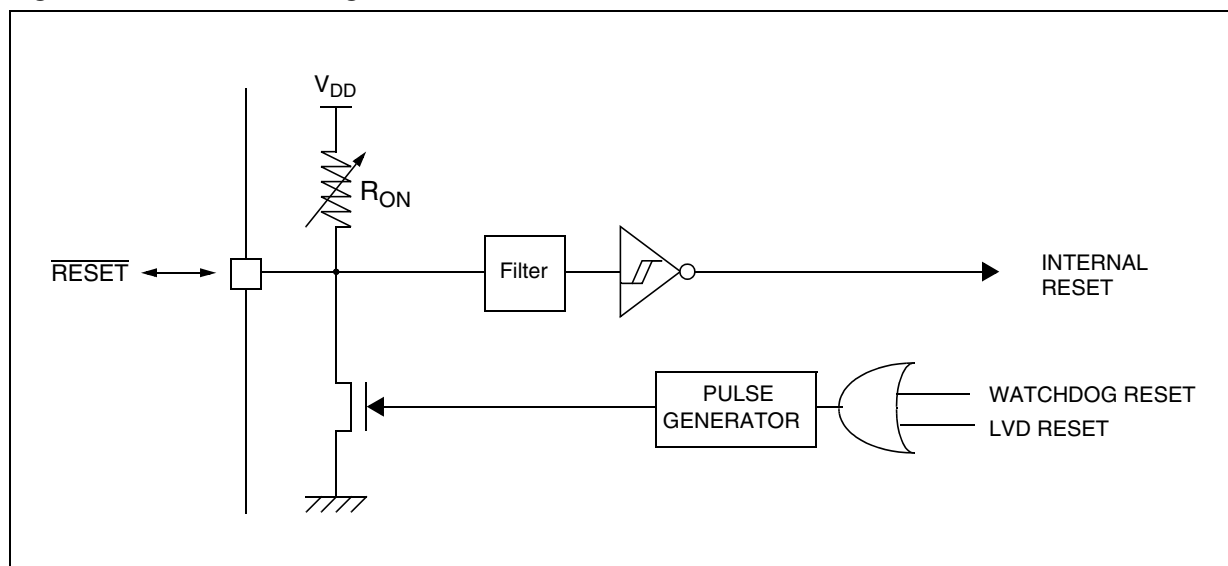 VDD
RON
RESET
Filter
INTERNAL
RESET
PULSE
GENERATOR
WATCHDOG RESET
LVD RESET